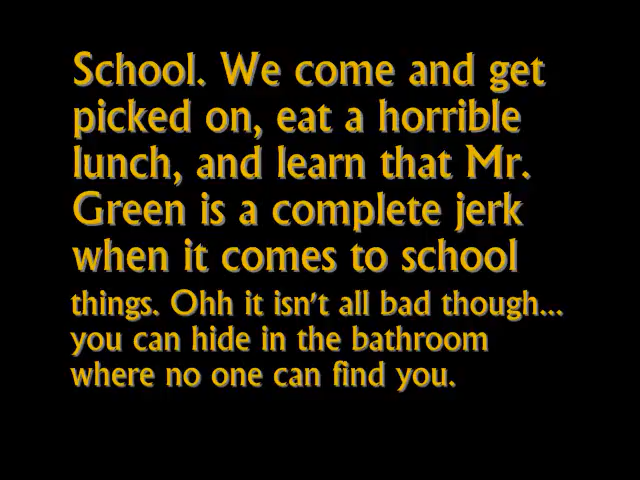 School. We come and get
picked on, eat a horrible
lunch, and learn that Mr.
Green is a complete jerk
when it comes to school
things. Ohh it isn't all bad though...
you can hide in the bathroom
where no one can find you.